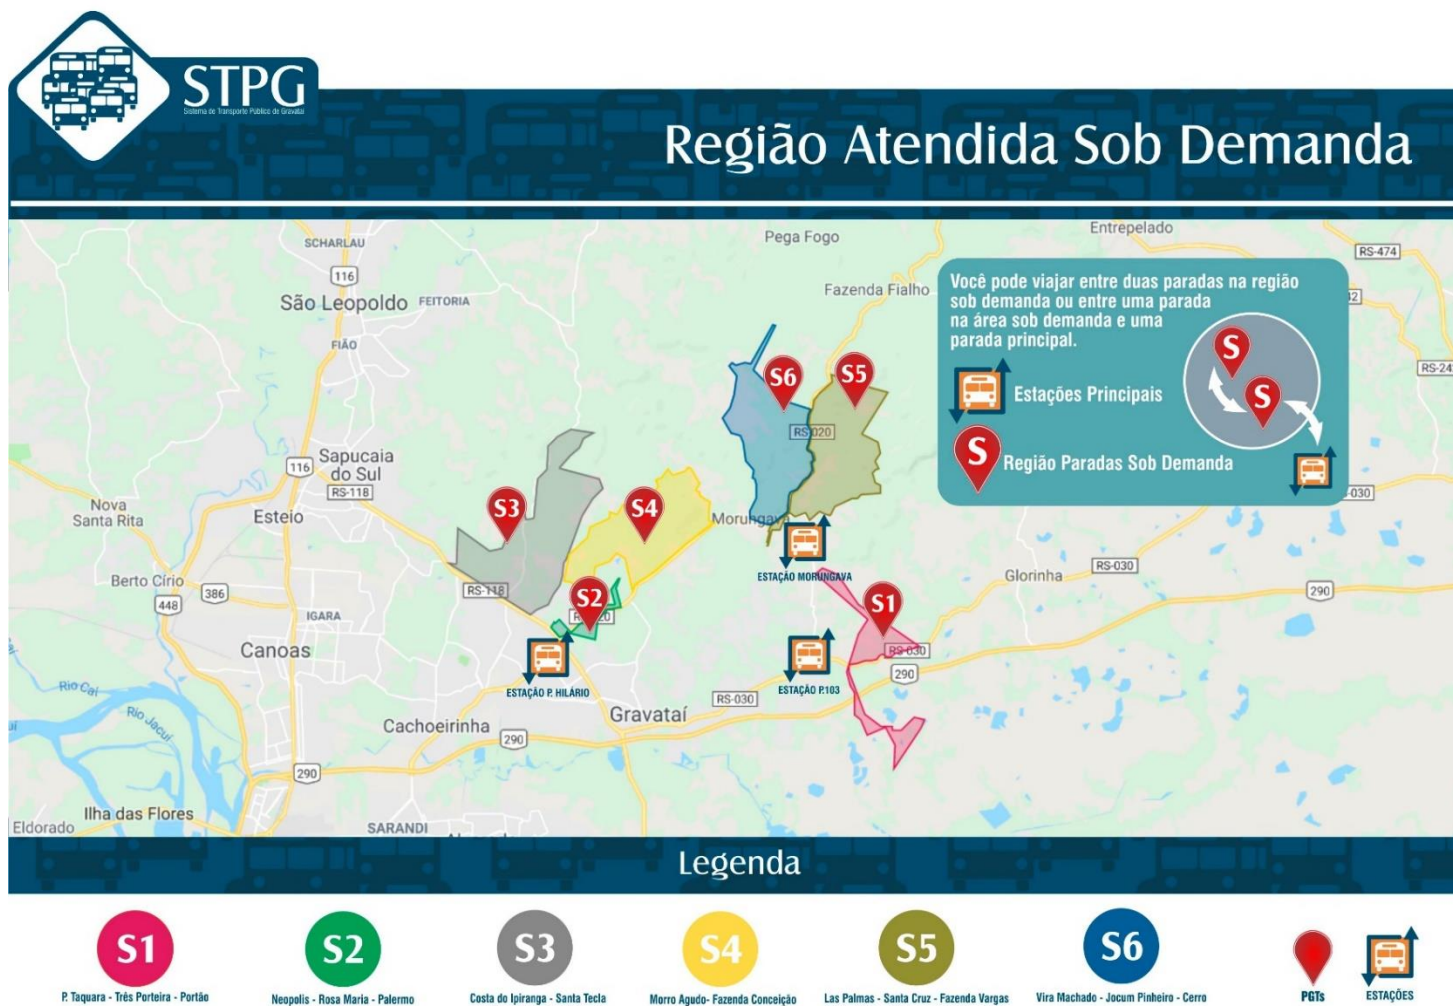 STPG
Sistema de Transporte Público de Gravataí
Região Atendida Sob Demanda
SCHARLAU
116
São Leopoldo
FEITORIA
FIÃO
Pega Fogo
Entrepelado
RS-474
Fazenda Fialho
Você pode viajar entre duas paradas na região
sob demanda ou entre uma parada
na área sob demanda e uma
parada principal.
S
S
Estações Principais
S
Região Paradas Sob Demanda
S6
S5
RS-020
116
Sapucaia
do Sul
RS-118
Nova
Santa Rita
Esteio
S3
S4
Morungava
ESTAÇÃO MORUNGAVA
-030
Berto Círio
386
448
IGARA
RS-118
S2
20
Glorinha
RS-030
290
S1
Canoas
ESTAÇÃO P. HILÁRIO
ESTAÇÃO P.103
RS-030
290
Rio Caí
Rio Jacuí
Cachoeirinha
Gravataí
RS-030
290
290
Ilha das Flores
Eldorado
SARANDI
Legenda
S1
S2
S3
S4
S5
S6
P. Taquara - Três Porteira - Portão
Neopolis - Rosa Maria - Palermo
Costa do Ipiranga - Santa Tecla
Morro Agudo- Fazenda Conceição
Las Palmas - Santa Cruz - Fazenda Vargas
Vira Machado - Jocum Pinheiro - Cerro
PGTs
ESTAÇÕES